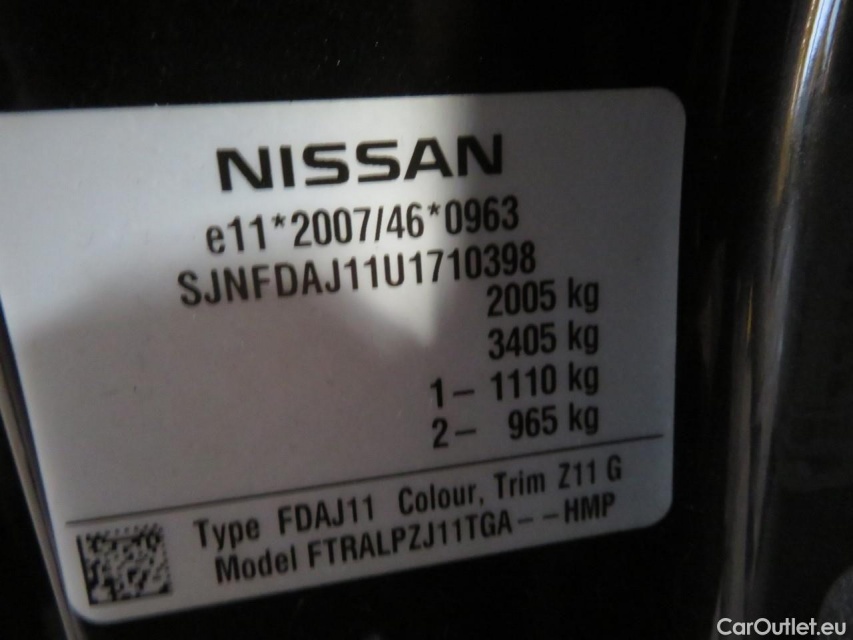 NISSAN
e11*2007/46*0963
SJNFDAJ11U1710398
2005 kg
3405 kg
1– 1110 kg
2– 965 kg
Type FDAJ11 Colour, Trim Z11 G
Model FTRALPZJ11TGA––HMP
CarOutlet.eu